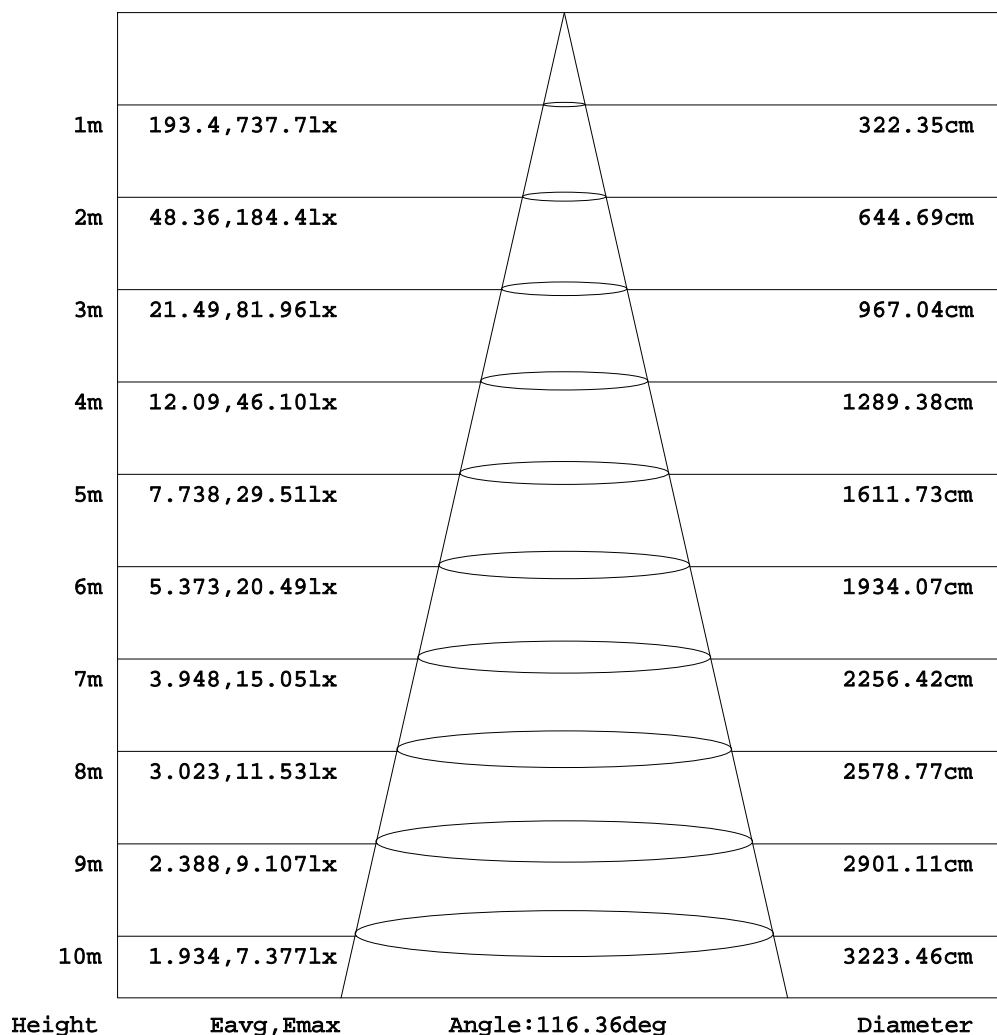 1m 193.4,737.7lx 322.35cm
2m 48.36,184.4lx 644.69cm
3m 21.49,81.96lx 967.04cm
4m 12.09,46.10lx 1289.38cm
5m 7.738,29.51lx 1611.73cm
6m 5.373,20.49lx 1934.07cm
7m 3.948,15.05lx 2256.42cm
8m 3.023,11.53lx 2578.77cm
9m 2.388,9.107lx 2901.11cm
10m 1.934,7.377lx 3223.46cm
Height Eavg,Emax Angle:116.36deg Diameter